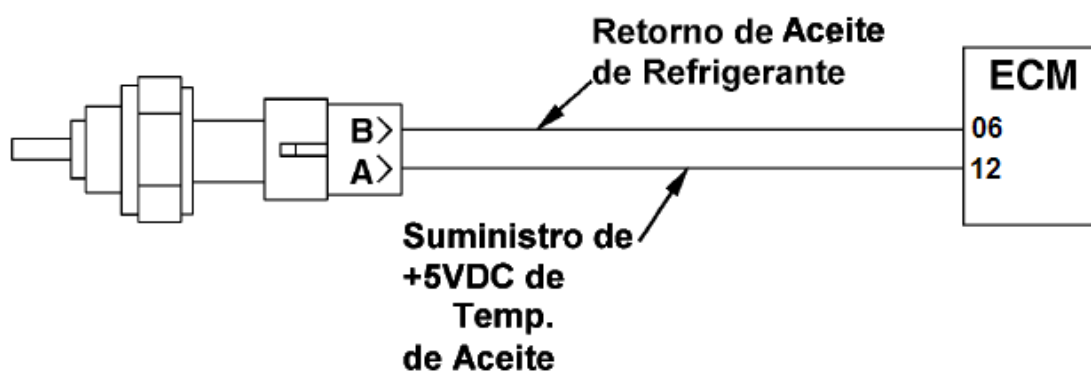 Retorno de Aceite
de Refrigerante
ECM
B
06
A
12
Suministro de
+5VDC de
Temp.
de Aceite